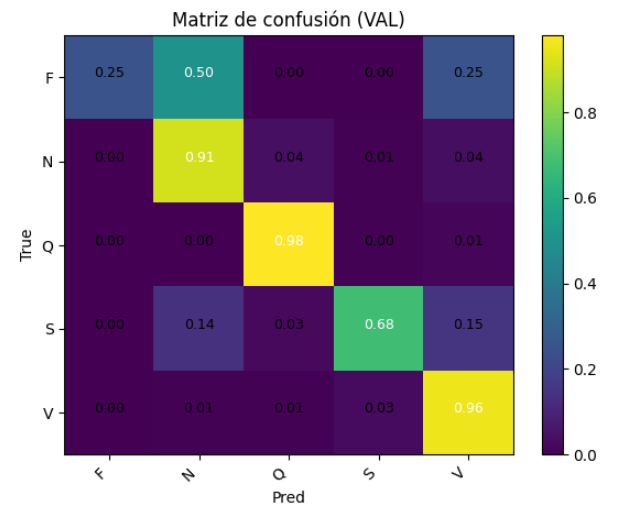 Matriz de confusión (VAL)
F 0.25 0.50 0.00 0.00 0.25
N 0.00 0.91 0.04 0.01 0.04
Q 0.00 0.00 0.98 0.00 0.01
S 0.00 0.14 0.03 0.68 0.15
V 0.00 0.01 0.01 0.03 0.96
F N Q S V
True
Pred
0.8
0.6
0.4
0.2
0.0